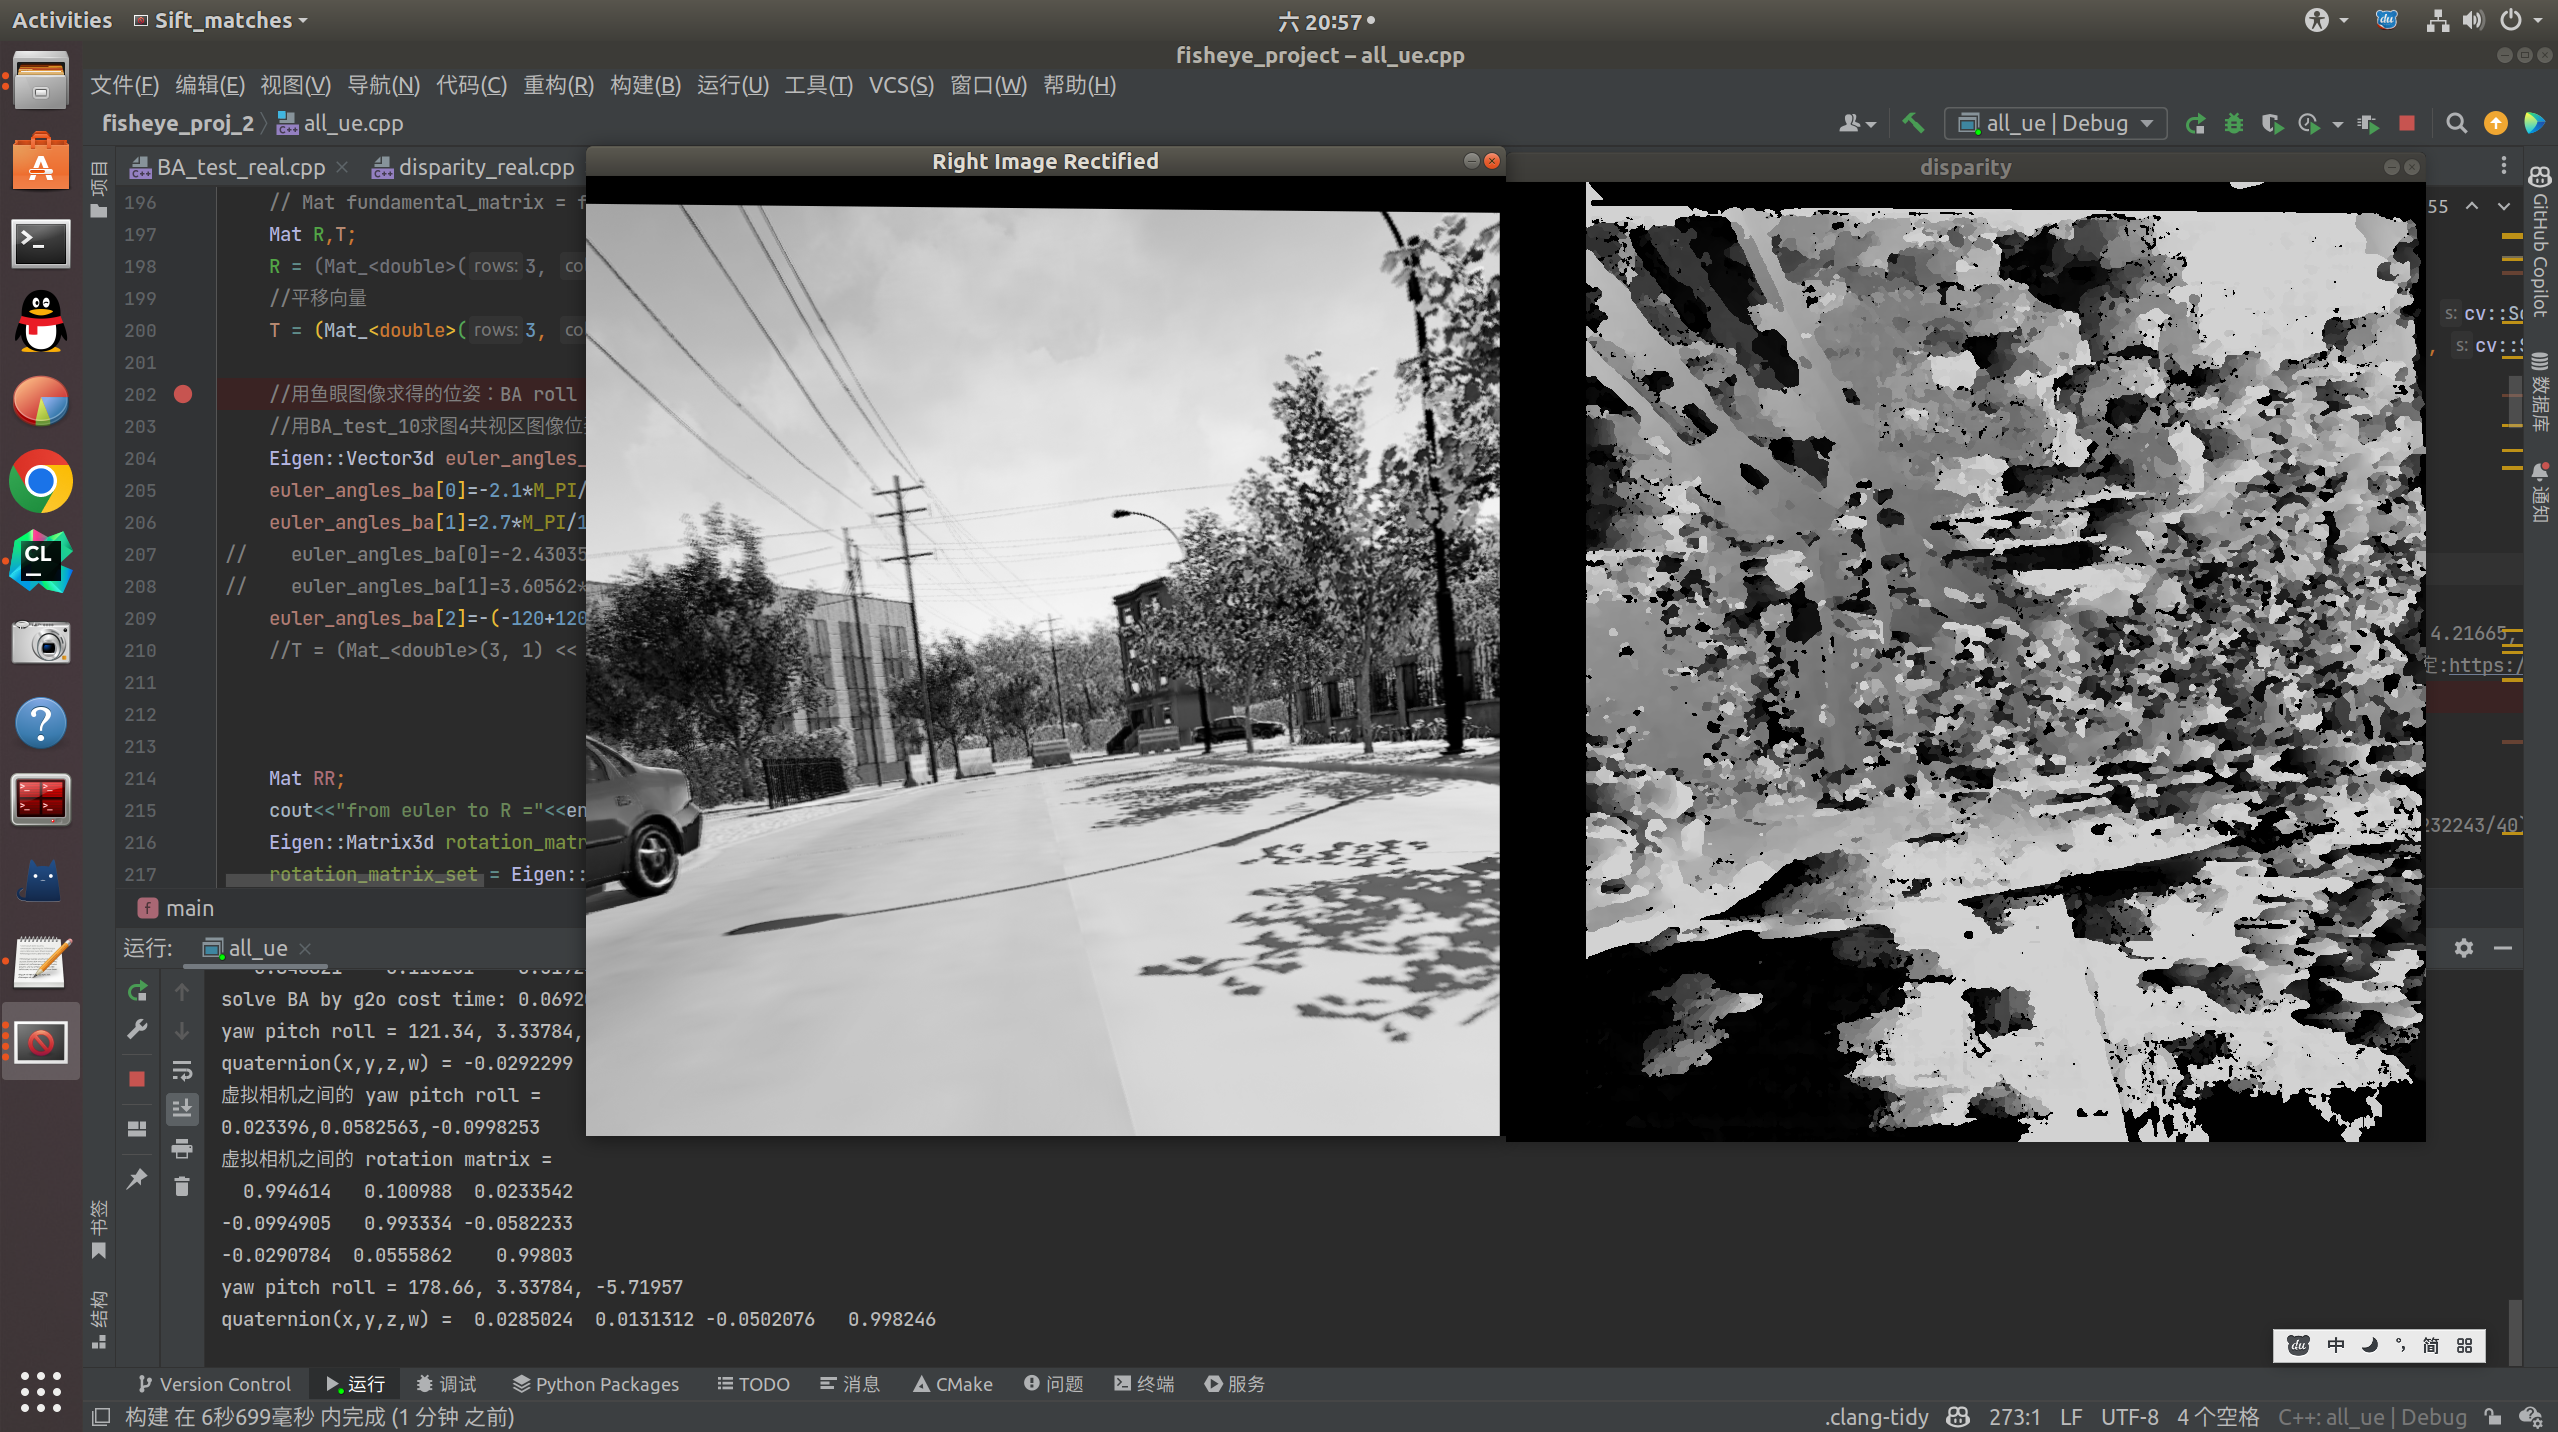 Activities Sift_matches 六 20:57
fisheye_project – all_ue.cpp
文件(F) 编辑(E) 视图(V) 导航(N) 代码(C) 重构(R) 构建(B) 运行(U) 工具(T) VCS(S) 窗口(W) 帮助(H)
fisheye_proj_2 all_ue.cpp all_ue | Debug
BA_test_real.cpp disparity_real.cpp
Right Image Rectified
disparity
项目
GitHub Copilot
数据库
通知
196 // Mat fundamental_matrix = f
55
197 Mat R,T;
198 R = (Mat_<double>( rows: 3, co
199 //平移向量
s: cv::Sc
200 T = (Mat_<double>( rows: 3, co
, s: cv::S
201
202 //用鱼眼图像求得的位姿：BA roll
203 //用BA_test_10求图4共视区图像位
204 Eigen::Vector3d euler_angles_
205 euler_angles_ba[0]=-2.1*M_PI/
206 euler_angles_ba[1]=2.7*M_PI/1
207 // euler_angles_ba[0]=-2.43035
208 // euler_angles_ba[1]=3.60562*
209 euler_angles_ba[2]=-(-120+120
4.21665,
210 //T = (Mat_<double>(3, 1) <<
:https:/
211
212
213
214 Mat RR;
215 cout<<"from euler to R ="<<en
232243/40
216 Eigen::Matrix3d rotation_matr
217 rotation_matrix_set = Eigen::
f main
运行: all_ue
solve BA by g2o cost time: 0.0692
yaw pitch roll = 121.34, 3.33784,
quaternion(x,y,z,w) = -0.0292299
虚拟相机之间的 yaw pitch roll =
0.023396,0.0582563,-0.0998253
虚拟相机之间的 rotation matrix =
0.994614 0.100988 0.0233542
-0.0994905 0.993334 -0.0582233
-0.0290784 0.0555862 0.99803
yaw pitch roll = 178.66, 3.33784, -5.71957
quaternion(x,y,z,w) = 0.0285024 0.0131312 -0.0502076 0.998246
书签
结构
du 中 °, 简
Version Control 运行 调试 Python Packages TODO 消息 CMake 问题 终端 服务
构建 在 6秒699毫秒 内完成 (1 分钟 之前)
.clang-tidy 273:1 LF UTF-8 4 个空格 C++: all_ue | Debug